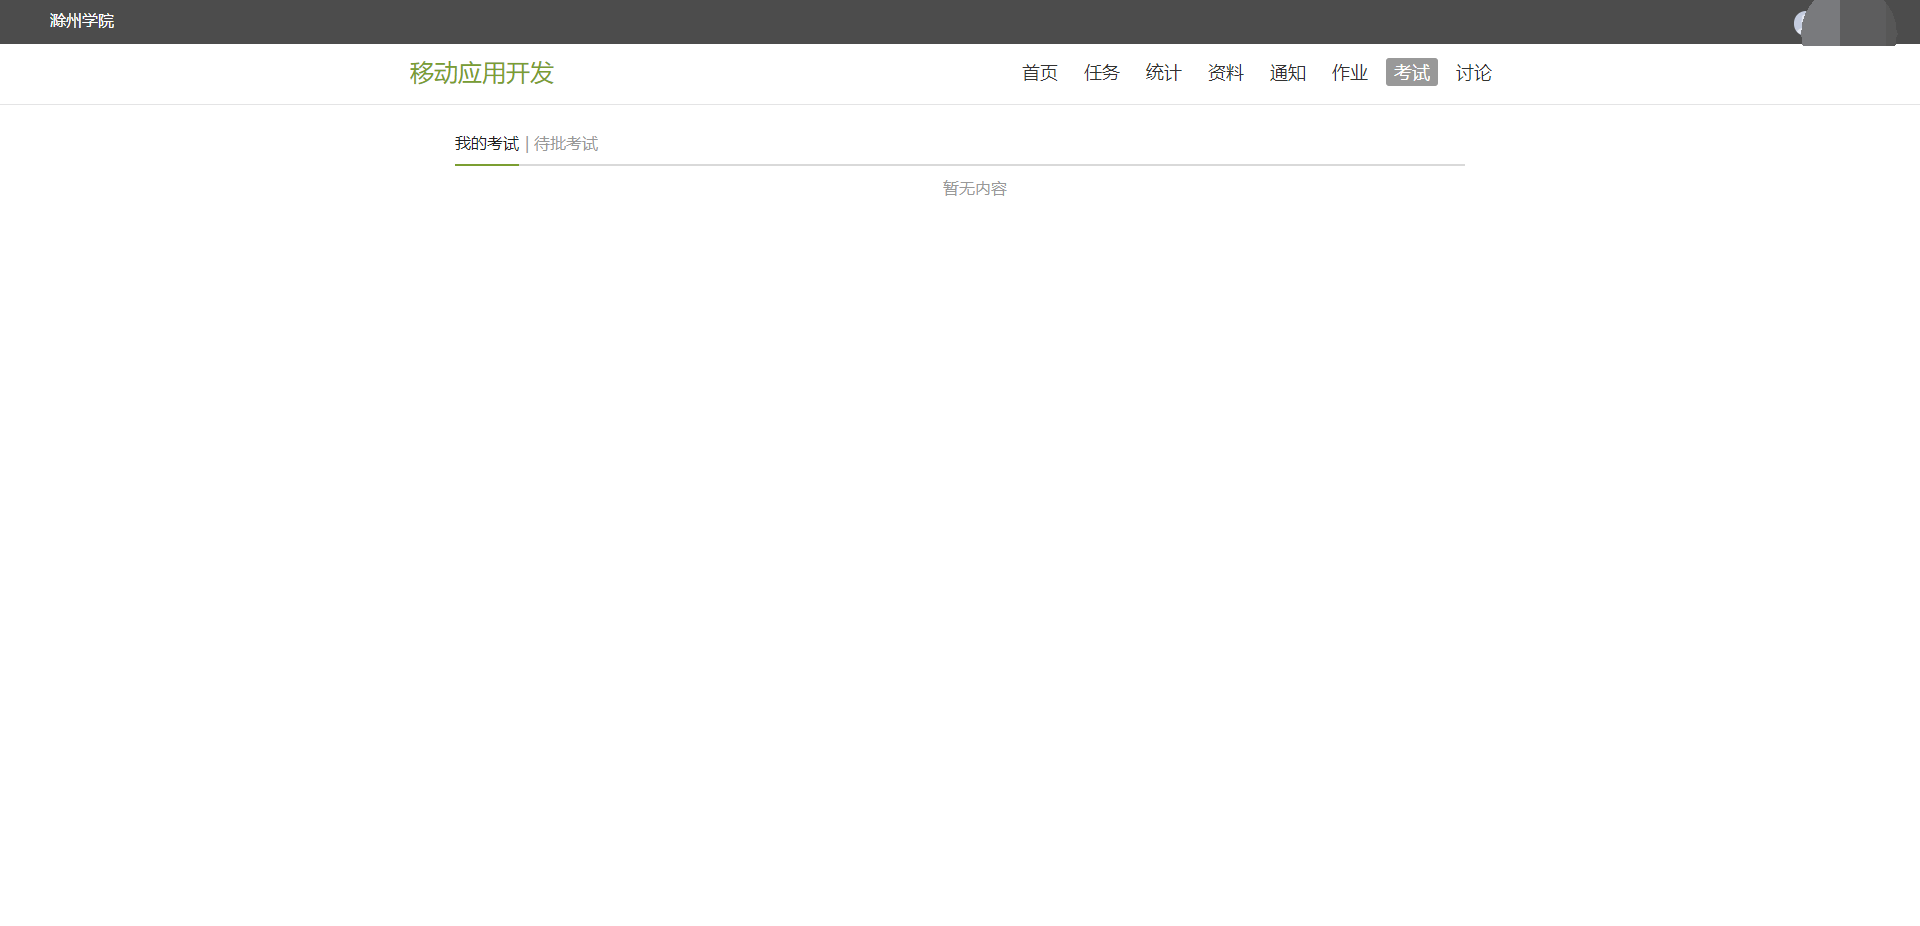 滁州学院
移动应用开发 首页 任务 统计 资料 通知 作业 考试 讨论
我的考试 | 待批考试
暂无内容